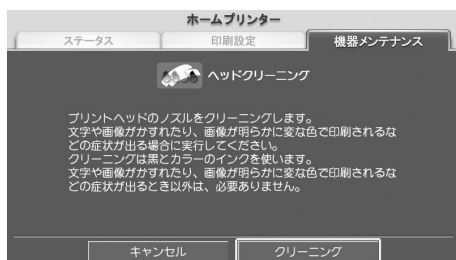 ホームプリンター
ステータス
印刷設定
機器メンテナンス
ヘッドクリーニング
プリントヘッドのノズルをクリーニングします。
文字や画像がかすれたり、画像が明らかに変な色で印刷されるな
どの症状が出る場合に実行してください。
クリーニングは黒とカラーのインクを使います。
文字や画像がかすれたり、画像が明らかに変な色で印刷されるな
どの症状が出るとき以外は、必要ありません。
キャンセル
クリーニング